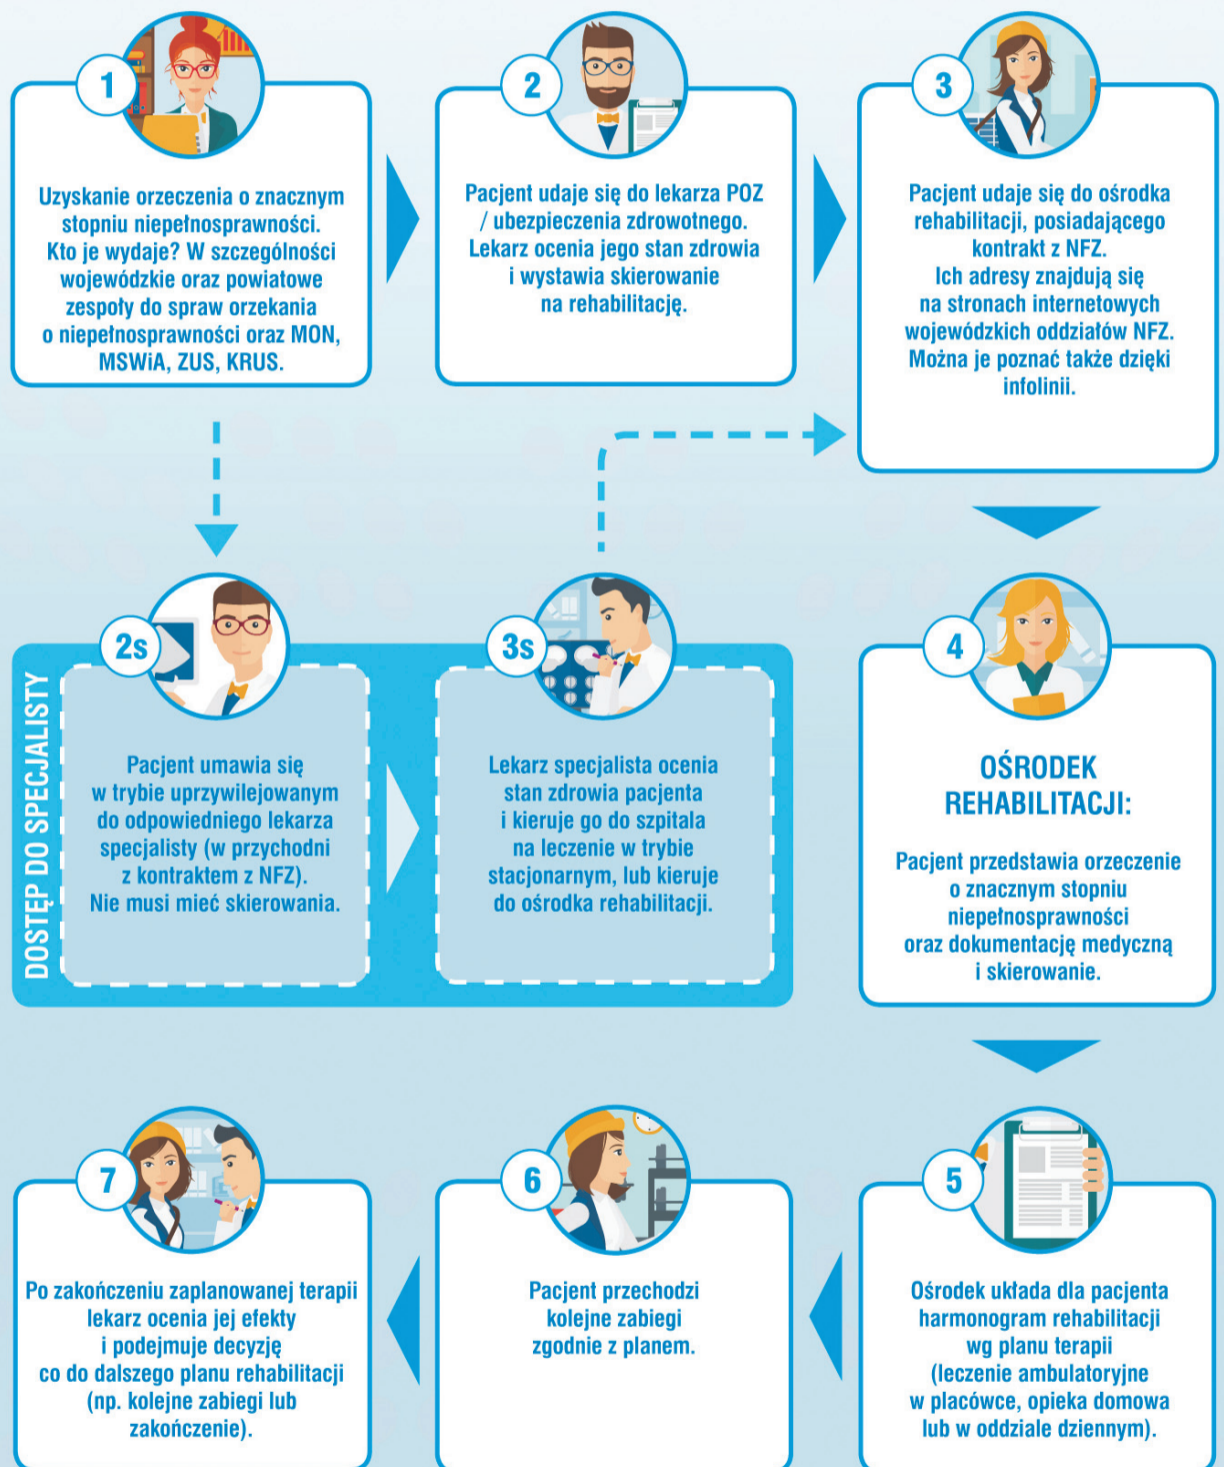 1
Uzyskanie orzeczenia o znacznym
stopniu niepełnosprawności.
Kto je wydaje? W szczególności
wojewódzkie oraz powiatowe
zespoły do spraw orzekania
o niepełnosprawności oraz MON,
MSWiA, ZUS, KRUS.
2
Pacjent udaje się do lekarza POZ
/ ubezpieczenia zdrowotnego.
Lekarz ocenia jego stan zdrowia
i wystawia skierowanie
na rehabilitację.
3
Pacjent udaje się do ośrodka
rehabilitacji, posiadającego
kontrakt z NFZ.
Ich adresy znajdują się
na stronach internetowych
wojewódzkich oddziałów NFZ.
Można je poznać także dzięki
infolinii.
DOSTĘP DO SPECJALISTY
2s
Pacjent umawia się
w trybie uprzywilejowanym
do odpowiedniego lekarza
specjalisty (w przychodni
z kontraktem z NFZ).
Nie musi mieć skierowania.
3s
Lekarz specjalista ocenia
stan zdrowia pacjenta
i kieruje go do szpitala
na leczenie w trybie
stacjonarnym, lub kieruje
do ośrodka rehabilitacji.
4
OŚRODEK
REHABILITACJI:
Pacjent przedstawia orzeczenie
o znacznym stopniu
niepełnosprawności
oraz dokumentację medyczną
i skierowanie.
7
Po zakończeniu zaplanowanej terapii
lekarz ocenia jej efekty
i podejmuje decyzję
co do dalszego planu rehabilitacji
(np. kolejne zabiegi lub
zakończenie).
6
Pacjent przechodzi
kolejne zabiegi
zgodnie z planem.
5
Ośrodek układa dla pacjenta
harmonogram rehabilitacji
wg planu terapii
(leczenie ambulatoryjne
w placówce, opieka domowa
lub w oddziale dziennym).